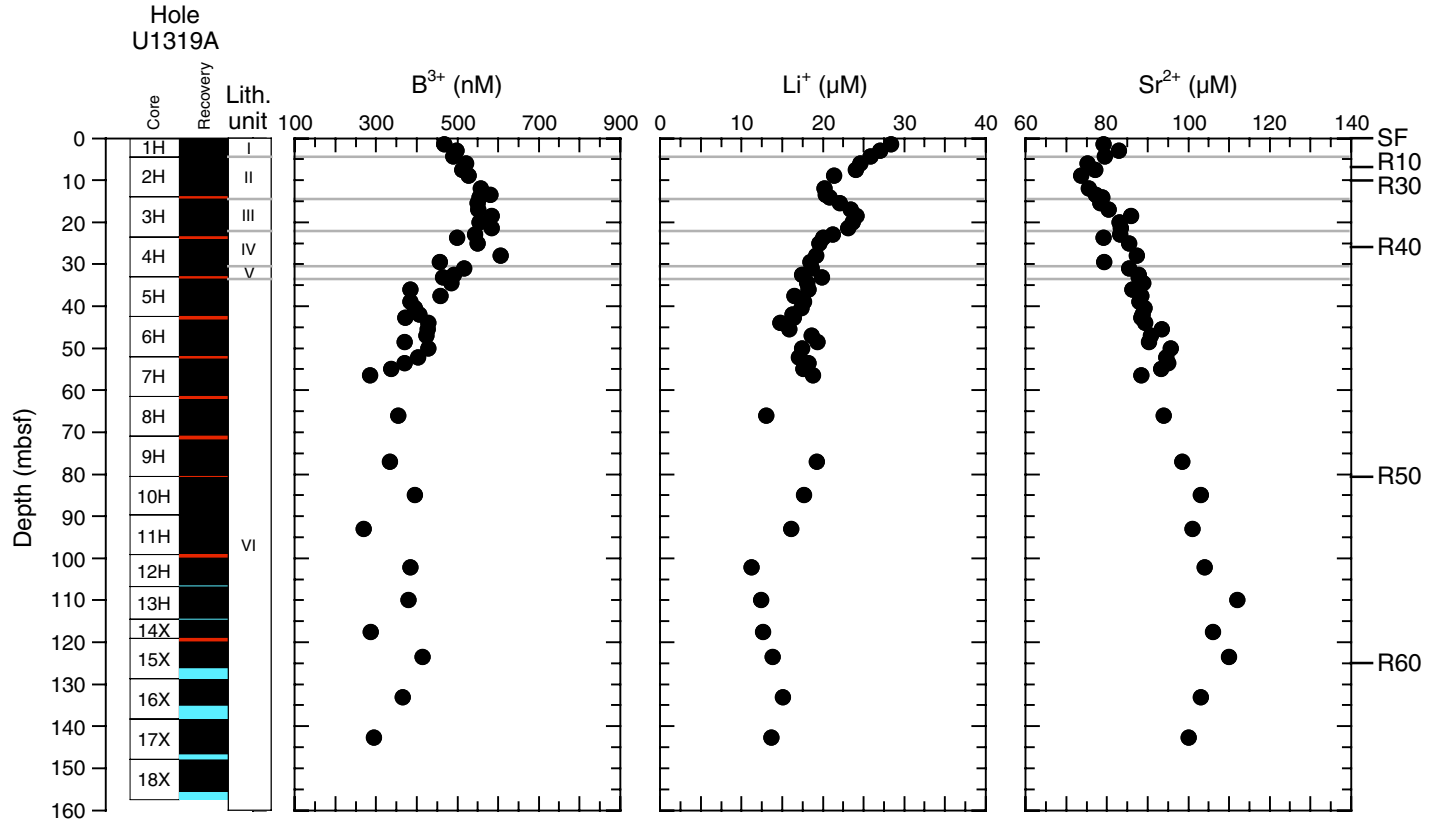 Hole
U1319A
Core
Recovery
Lith.
unit
B³⁺ (nM)
Li⁺ (µM)
Sr²⁺ (µM)
100 300 500 700 900
0 10 20 30 40
60 80 100 120 140
Depth (mbsf)
0
10
20
30
40
50
60
70
80
90
100
110
120
130
140
150
160
1H
2H
3H
4H
5H
6H
7H
8H
9H
10H
11H
12H
13H
14X
15X
16X
17X
18X
I
II
III
IV
V
VI
SF
R10
R30
R40
R50
R60